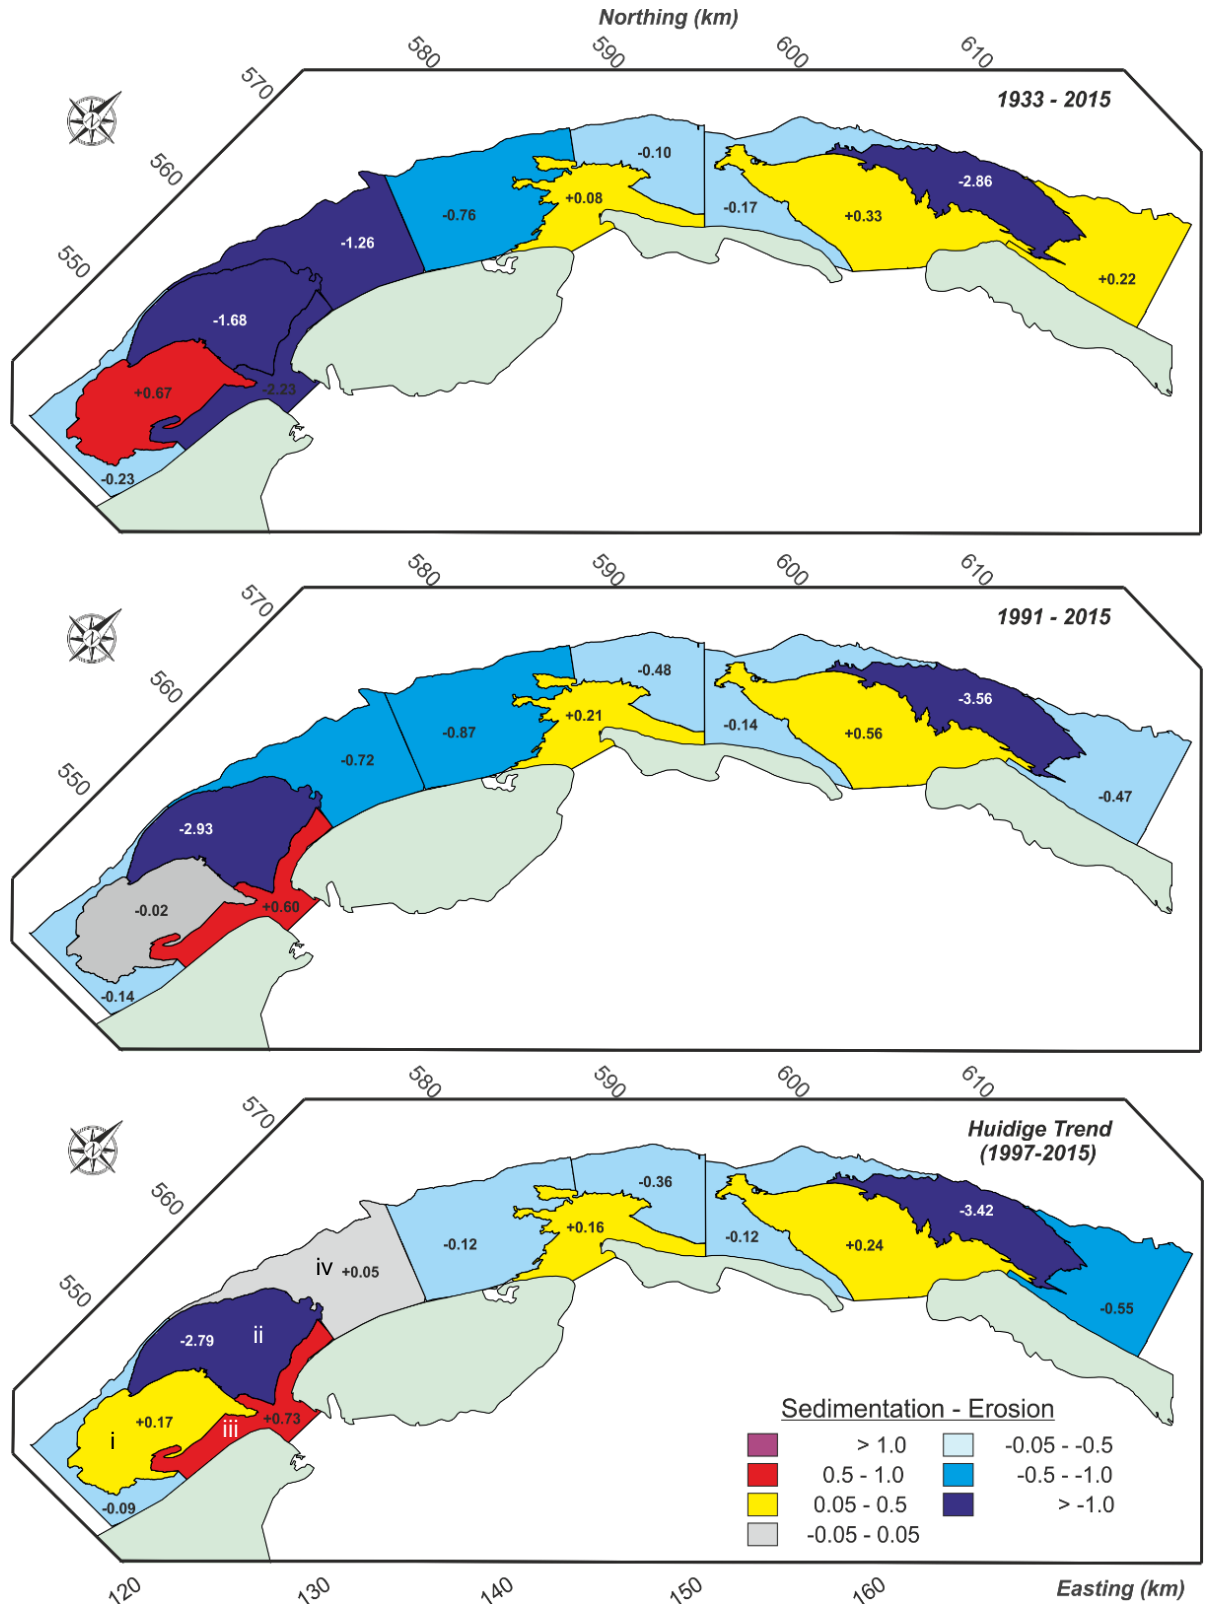 Northing (km)
570 580 590 600 610
560
550
1933 - 2015
-0.10
-2.86
-0.76
+0.08
-0.17
+0.33
-1.26
+0.22
-1.68
+0.67
-2.23
-0.23
570 580 590 600 610
560
550
1991 - 2015
-0.48
-3.56
-0.87
+0.21
-0.14
+0.56
-0.72
-0.47
-2.93
-0.02
+0.60
-0.14
570 580 590 600 610
560
550
Huidige Trend
(1997-2015)
-0.36
-3.42
-0.12
+0.16
-0.12
+0.24
iv +0.05
-0.55
-2.79 ii
+0.17
i
iii +0.73
-0.09
Sedimentation - Erosion
> 1.0 -0.05 - -0.5
0.5 - 1.0 -0.5 - -1.0
0.05 - 0.5 > -1.0
-0.05 - 0.05
120 130 140 150 160 Easting (km)